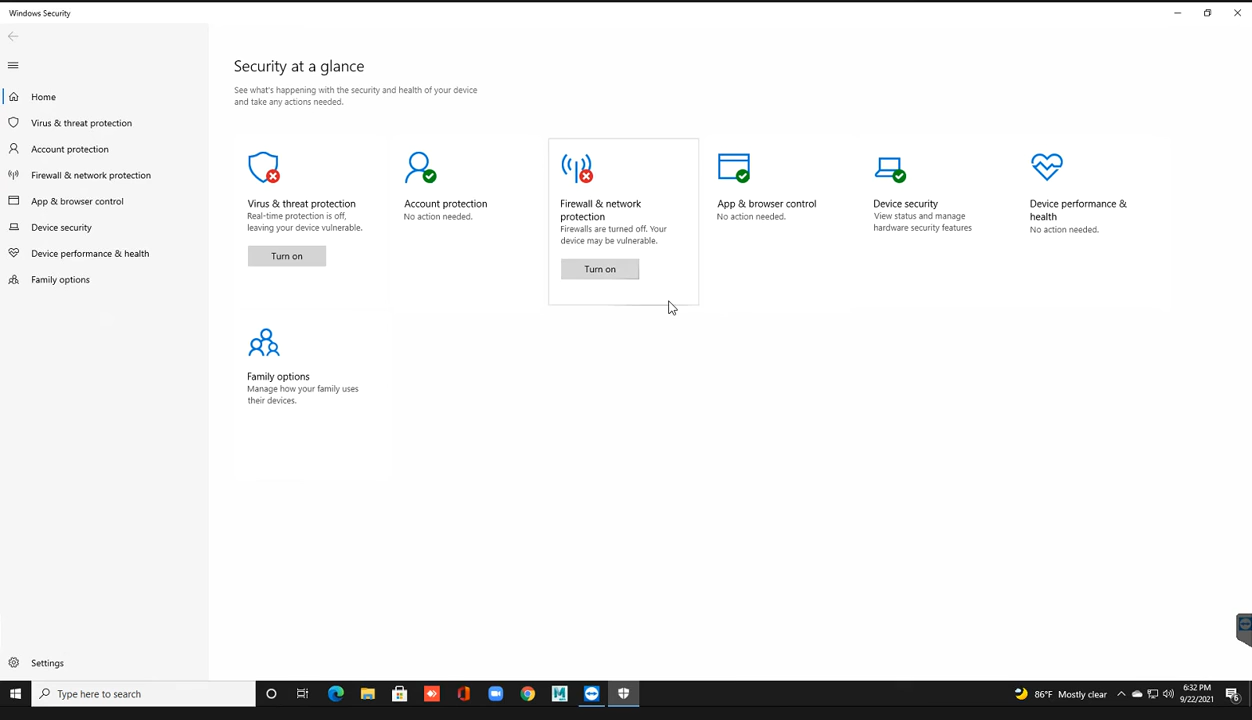 Windows Security
Home
Virus & threat protection
Account protection
Firewall & network protection
App & browser control
Device security
Device performance & health
Family options
Settings
Security at a glance
See what's happening with the security and health of your device
and take any actions needed.
Virus & threat protection
Real-time protection is off,
leaving your device vulnerable.
Turn on
Account protection
No action needed.
Firewall & network
protection
Firewalls are turned off. Your
device may be vulnerable.
Turn on
App & browser control
No action needed.
Device security
View status and manage
hardware security features
Device performance &
health
No action needed.
Family options
Manage how your family uses
their devices.
Type here to search
86°F Mostly clear
6:32 PM
9/22/2021
6